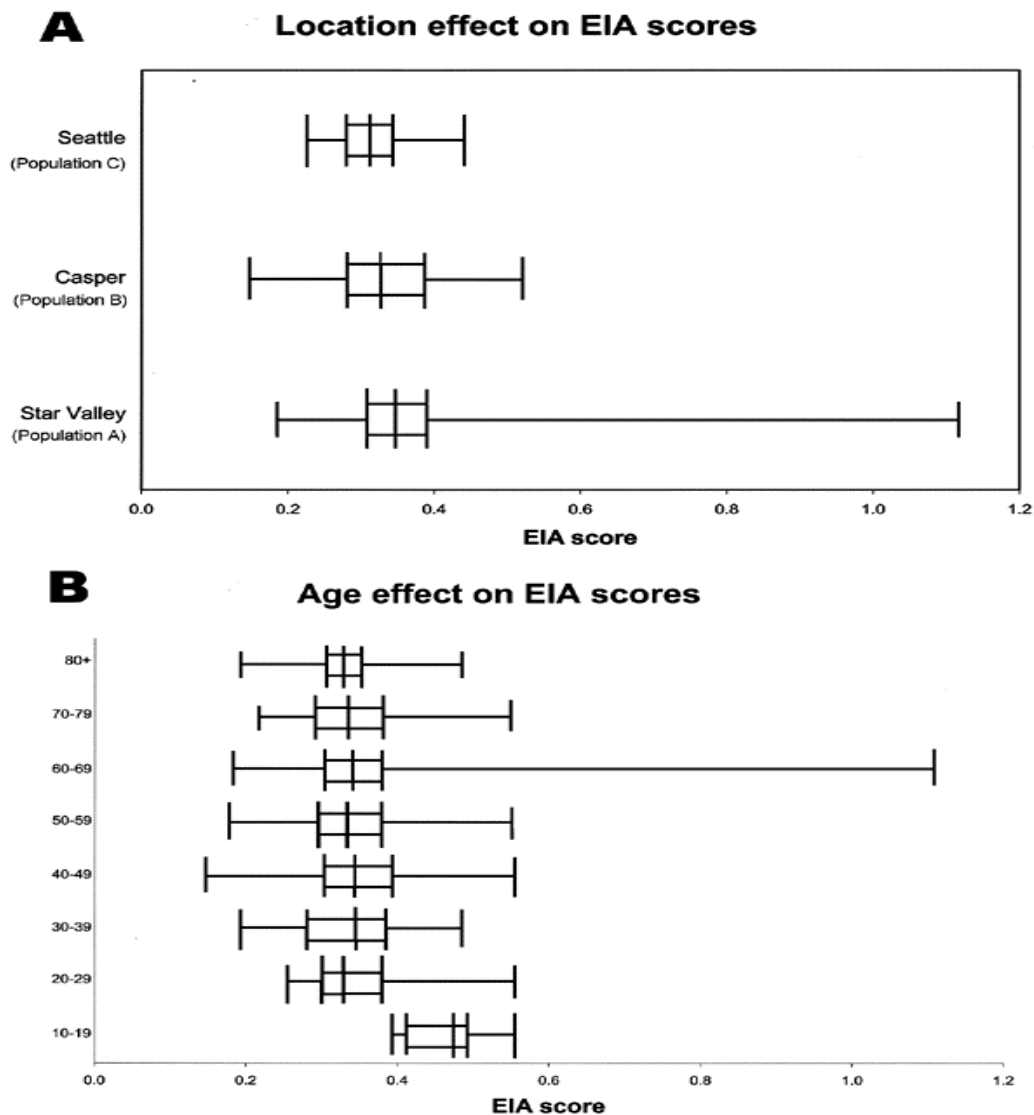 A
Location effect on EIA scores
Seattle
(Population C)
Casper
(Population B)
Star Valley
(Population A)
0.0 0.2 0.4 0.6 0.8 1.0 1.2
EIA score
B
Age effect on EIA scores
80+
70-79
60-69
50-59
40-49
30-39
20-29
10-19
0.0 0.2 0.4 0.6 0.8 1.0 1.2
EIA score